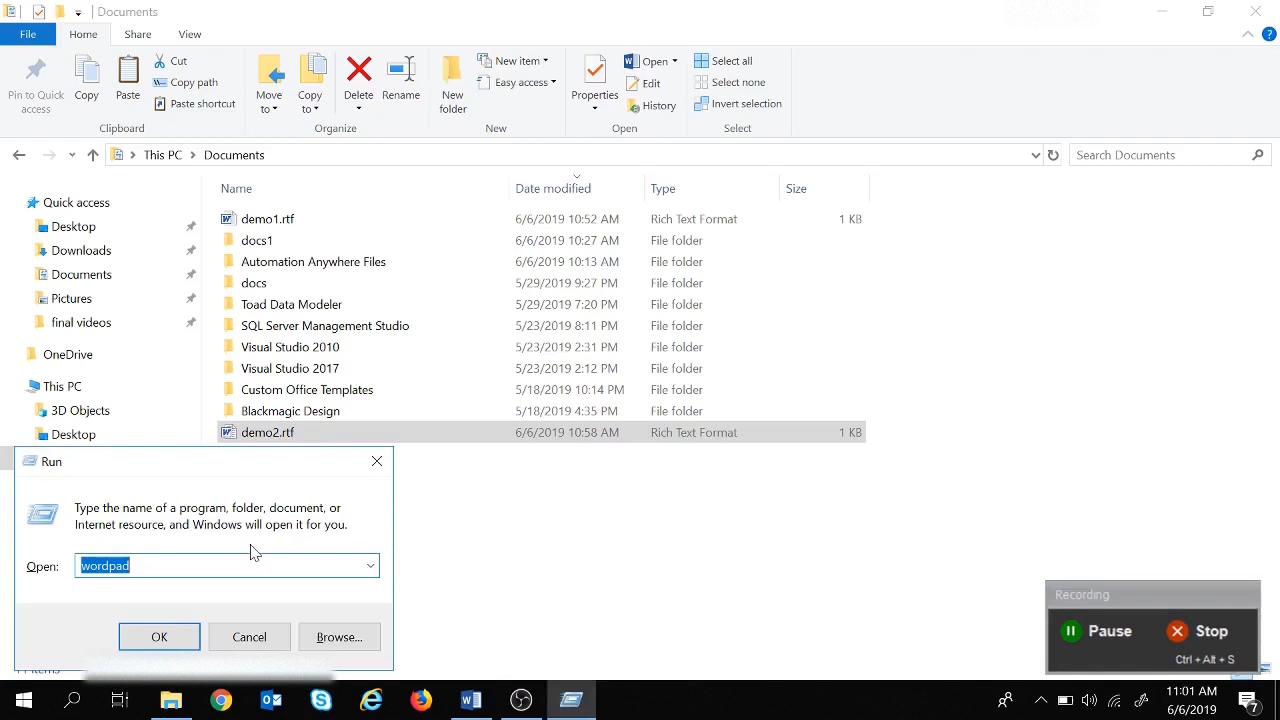 Documents
File
Home
Share
View
Pin to Quick
access
Copy
Paste
Cut
Copy path
Paste shortcut
Clipboard
Move
to
Copy
to
Delete
Rename
Organize
New
folder
New item
Easy access
New
Properties
Open
Edit
History
Open
Select all
Select none
Invert selection
Select
This PC
Documents
Search Documents
Name
Date modified
Type
Size
Quick access
Desktop
Downloads
Documents
Pictures
final videos
OneDrive
This PC
3D Objects
Desktop
demo1.rtf 6/6/2019 10:52 AM Rich Text Format 1 KB
docs1 6/6/2019 10:27 AM File folder
Automation Anywhere Files 6/6/2019 10:13 AM File folder
docs 5/29/2019 9:27 PM File folder
Toad Data Modeler 5/29/2019 7:20 PM File folder
SQL Server Management Studio 5/23/2019 8:11 PM File folder
Visual Studio 2010 5/23/2019 2:31 PM File folder
Visual Studio 2017 5/23/2019 2:12 PM File folder
Custom Office Templates 5/18/2019 10:14 PM File folder
Blackmagic Design 5/18/2019 4:35 PM File folder
demo2.rtf 6/6/2019 10:58 AM Rich Text Format 1 KB
Run
Type the name of a program, folder, document, or
Internet resource, and Windows will open it for you.
Open: wordpad
OK
Cancel
Browse...
Recording
Pause
Stop
Ctrl + Alt + S
11:01 AM
6/6/2019
7